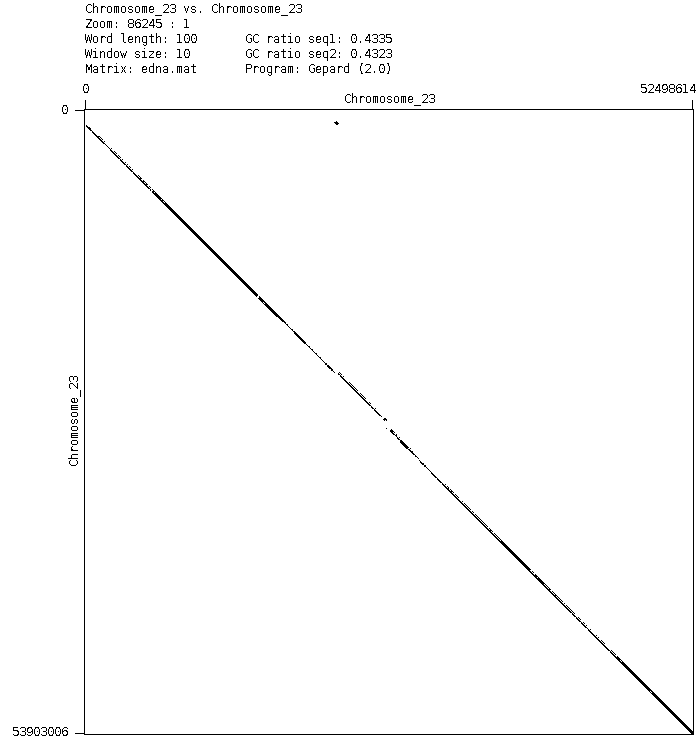 Chromosome_23 vs. Chromosome_23
Zoom: 86245 : 1
Word length: 100 GC ratio seq1: 0.4335
Window size: 10 GC ratio seq2: 0.4323
Matrix: edna.mat Program: Gepard (2.0)
0 52498614
Chromosome_23
0
Chromosome_23
53903006